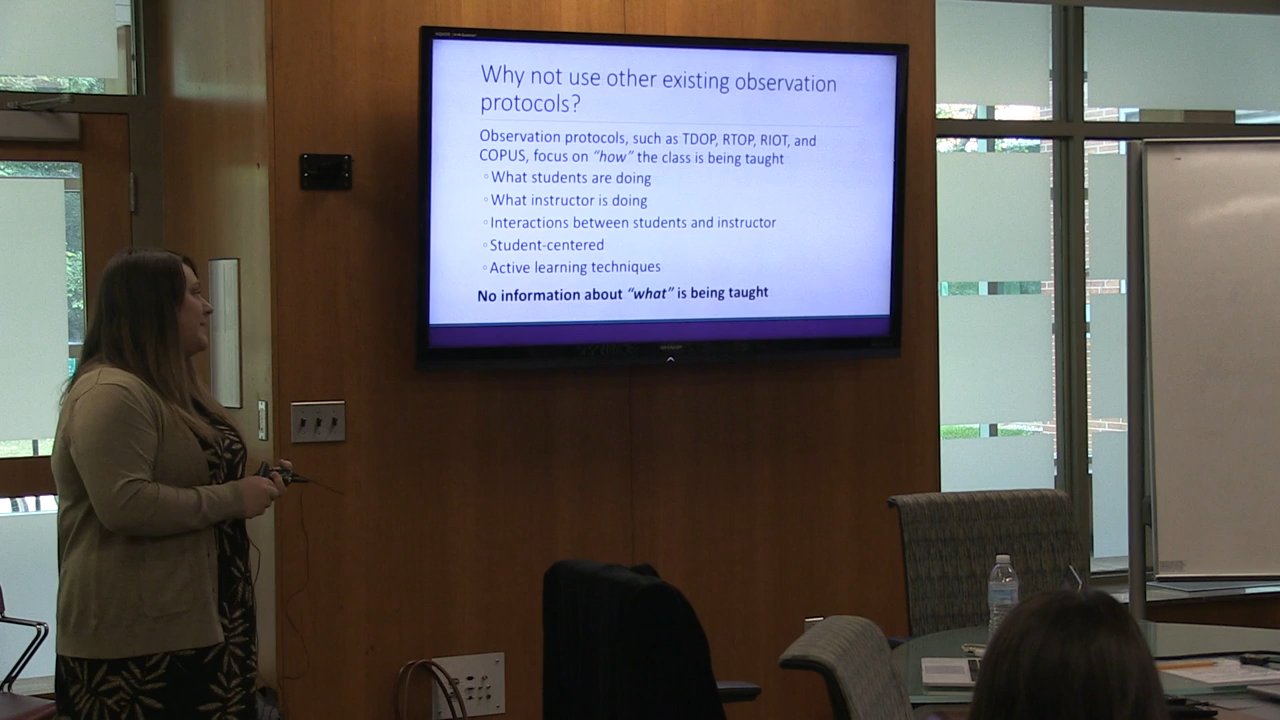 Why not use other existing observation
protocols?
Observation protocols, such as TDOP, RTOP, RIOT, and
COPUS, focus on “how” the class is being taught
◦What students are doing
◦What instructor is doing
◦Interactions between students and instructor
◦Student-centered
◦Active learning techniques
No information about “what” is being taught
SHARP